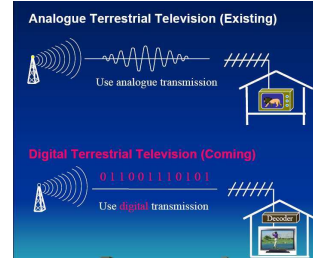 Analogue Terrestrial Television (Existing)
Use analogue transmission
Digital Terrestrial Television (Coming)
0 1 1 0 0 1 1 1 0 1 0 1
Use digital transmission
Decoder